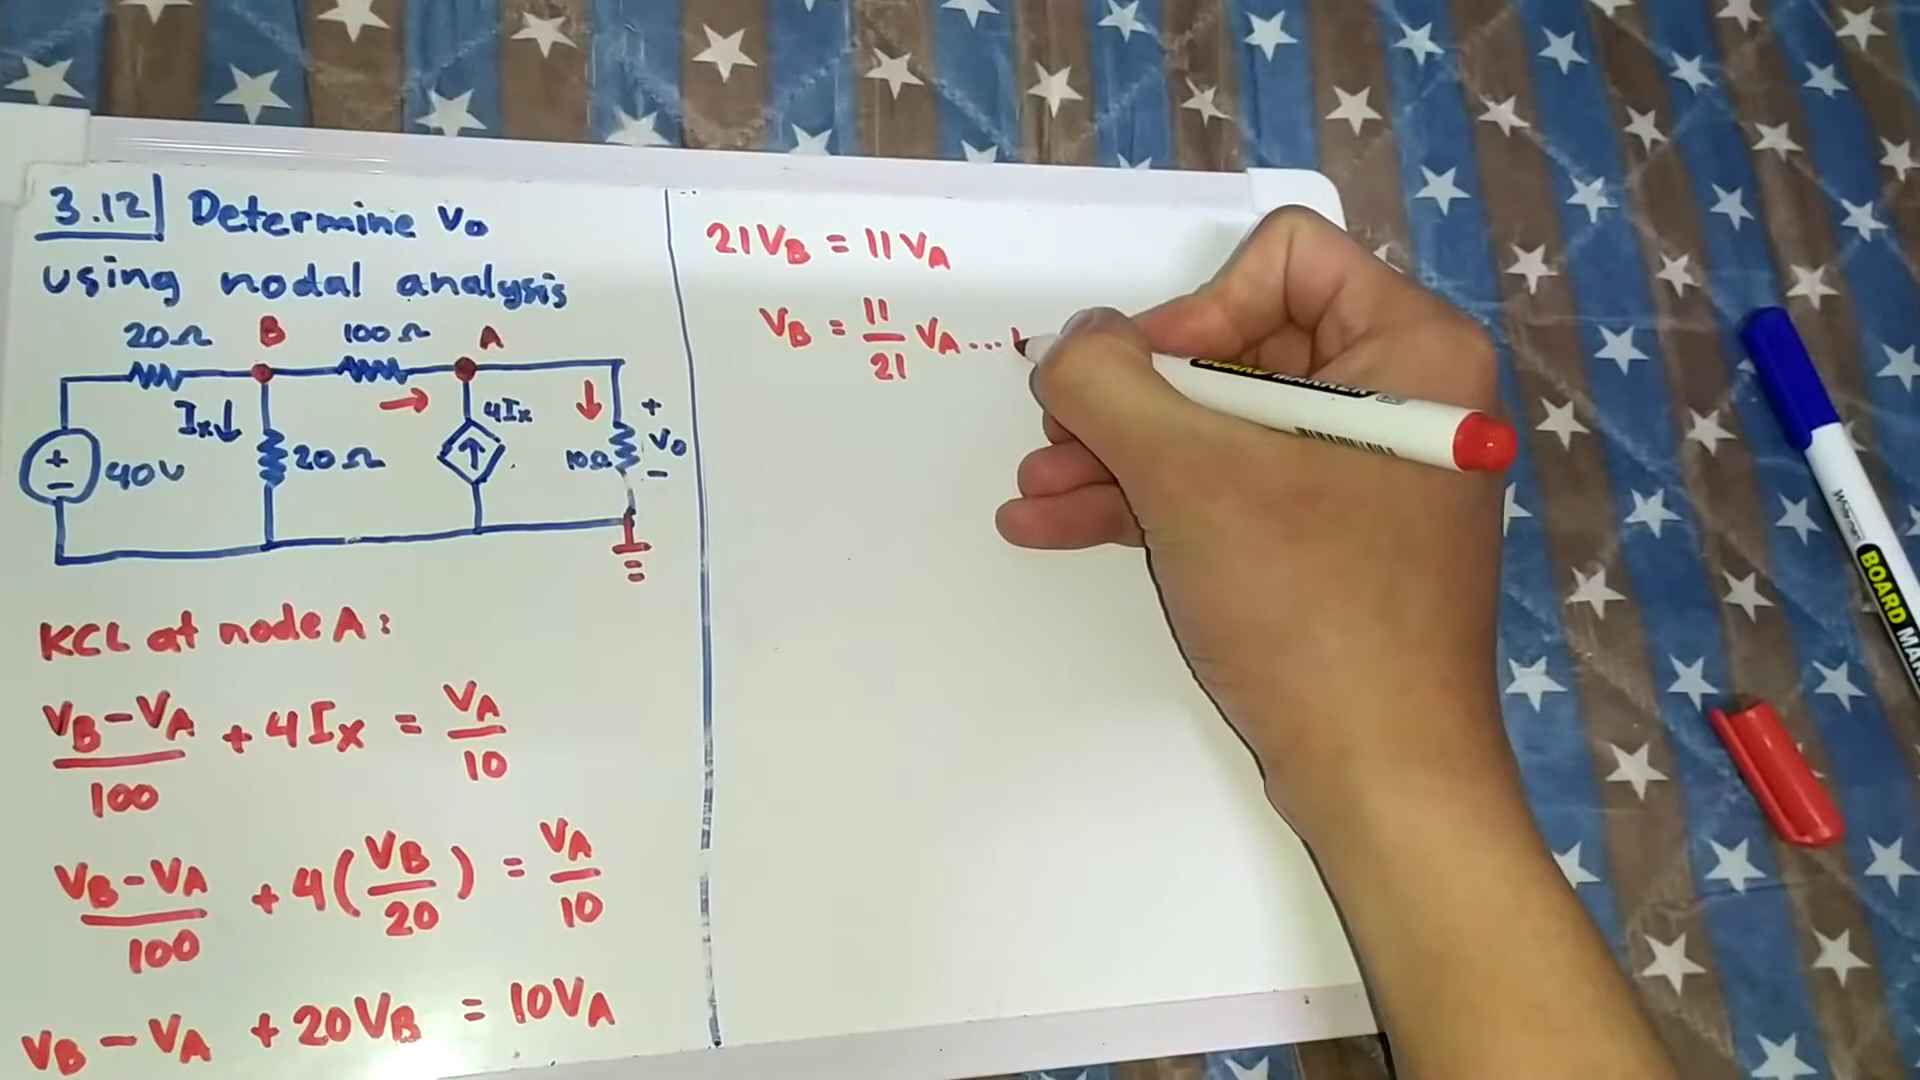 3.12 Determine Vo
using nodal analysis
20Ω B 100Ω A
Ix 4Ix +
+ 40V 20Ω 10Ω Vo
- -
KCL at node A:
VB-VA/100 + 4Ix = VA/10
VB-VA/100 + 4(VB/20) = VA/10
VB - VA + 20VB = 10VA
21VB = 11VA
VB = 11/21 VA ...
BOARD MARKER
BOARD MAR